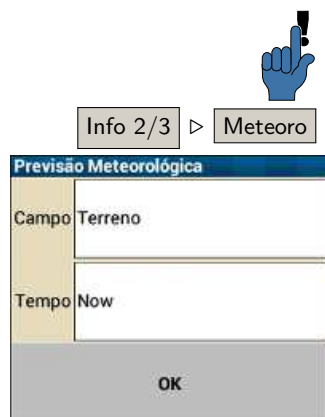 Info 2/3 ▷ Meteoro
Previsão Meteorológica
Campo Terreno
Tempo Now
OK